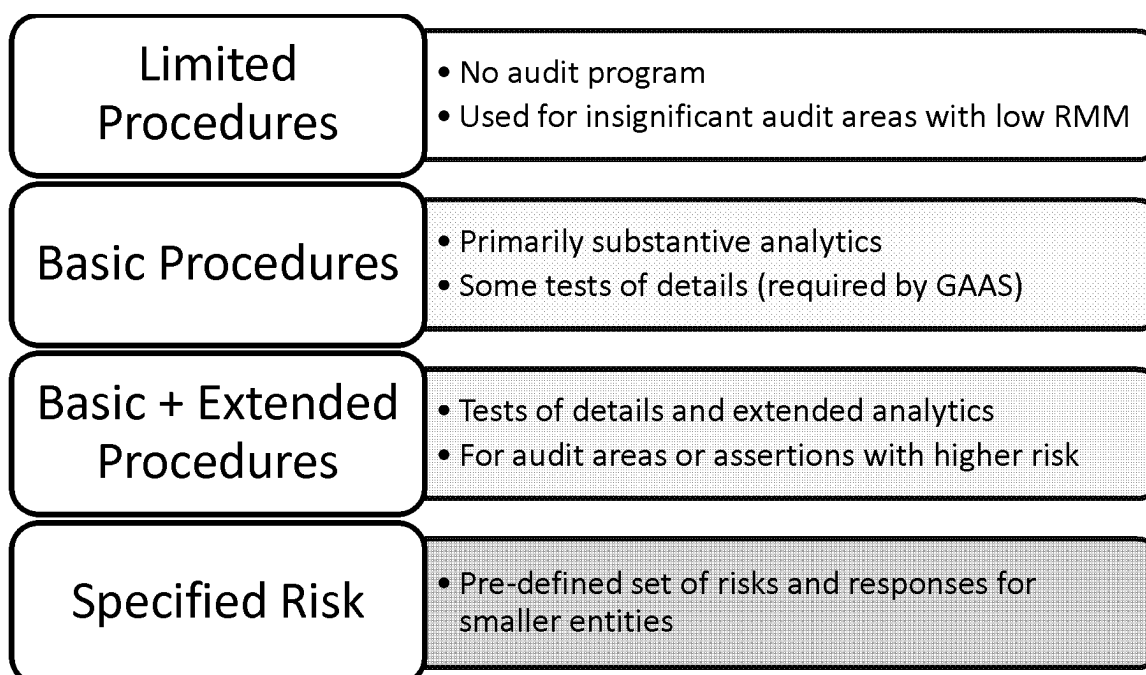 Limited
Procedures
• No audit program
• Used for insignificant audit areas with low RMM
Basic Procedures
• Primarily substantive analytics
• Some tests of details (required by GAAS)
Basic + Extended
Procedures
• Tests of details and extended analytics
• For audit areas or assertions with higher risk
Specified Risk
• Pre-defined set of risks and responses for
smaller entities